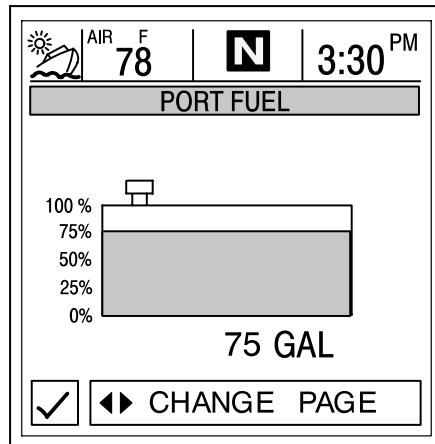 AIR F
78 N 3:30 PM
PORT FUEL
100 %
75%
50%
25%
0%
75 GAL
CHANGE PAGE